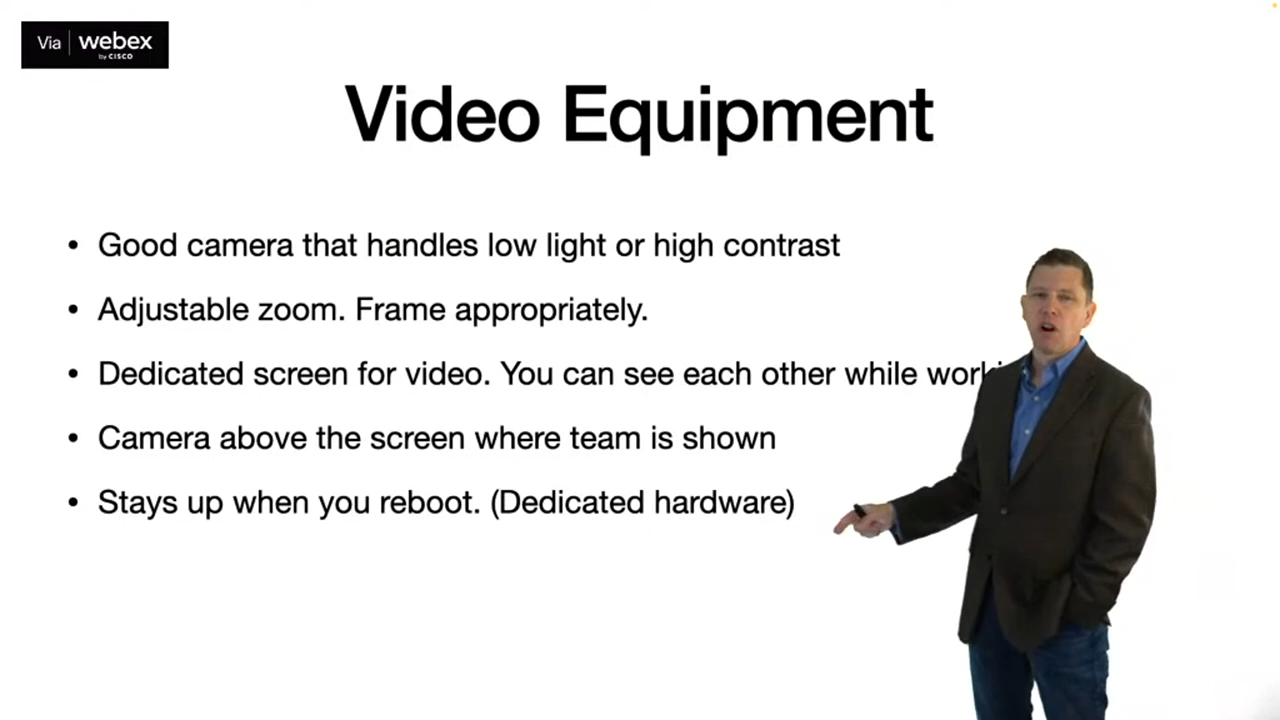 Via webex
by CISCO
Video Equipment
• Good camera that handles low light or high contrast
• Adjustable zoom. Frame appropriately.
• Dedicated screen for video. You can see each other while
• Camera above the screen where team is shown
• Stays up when you reboot. (Dedicated hardware)